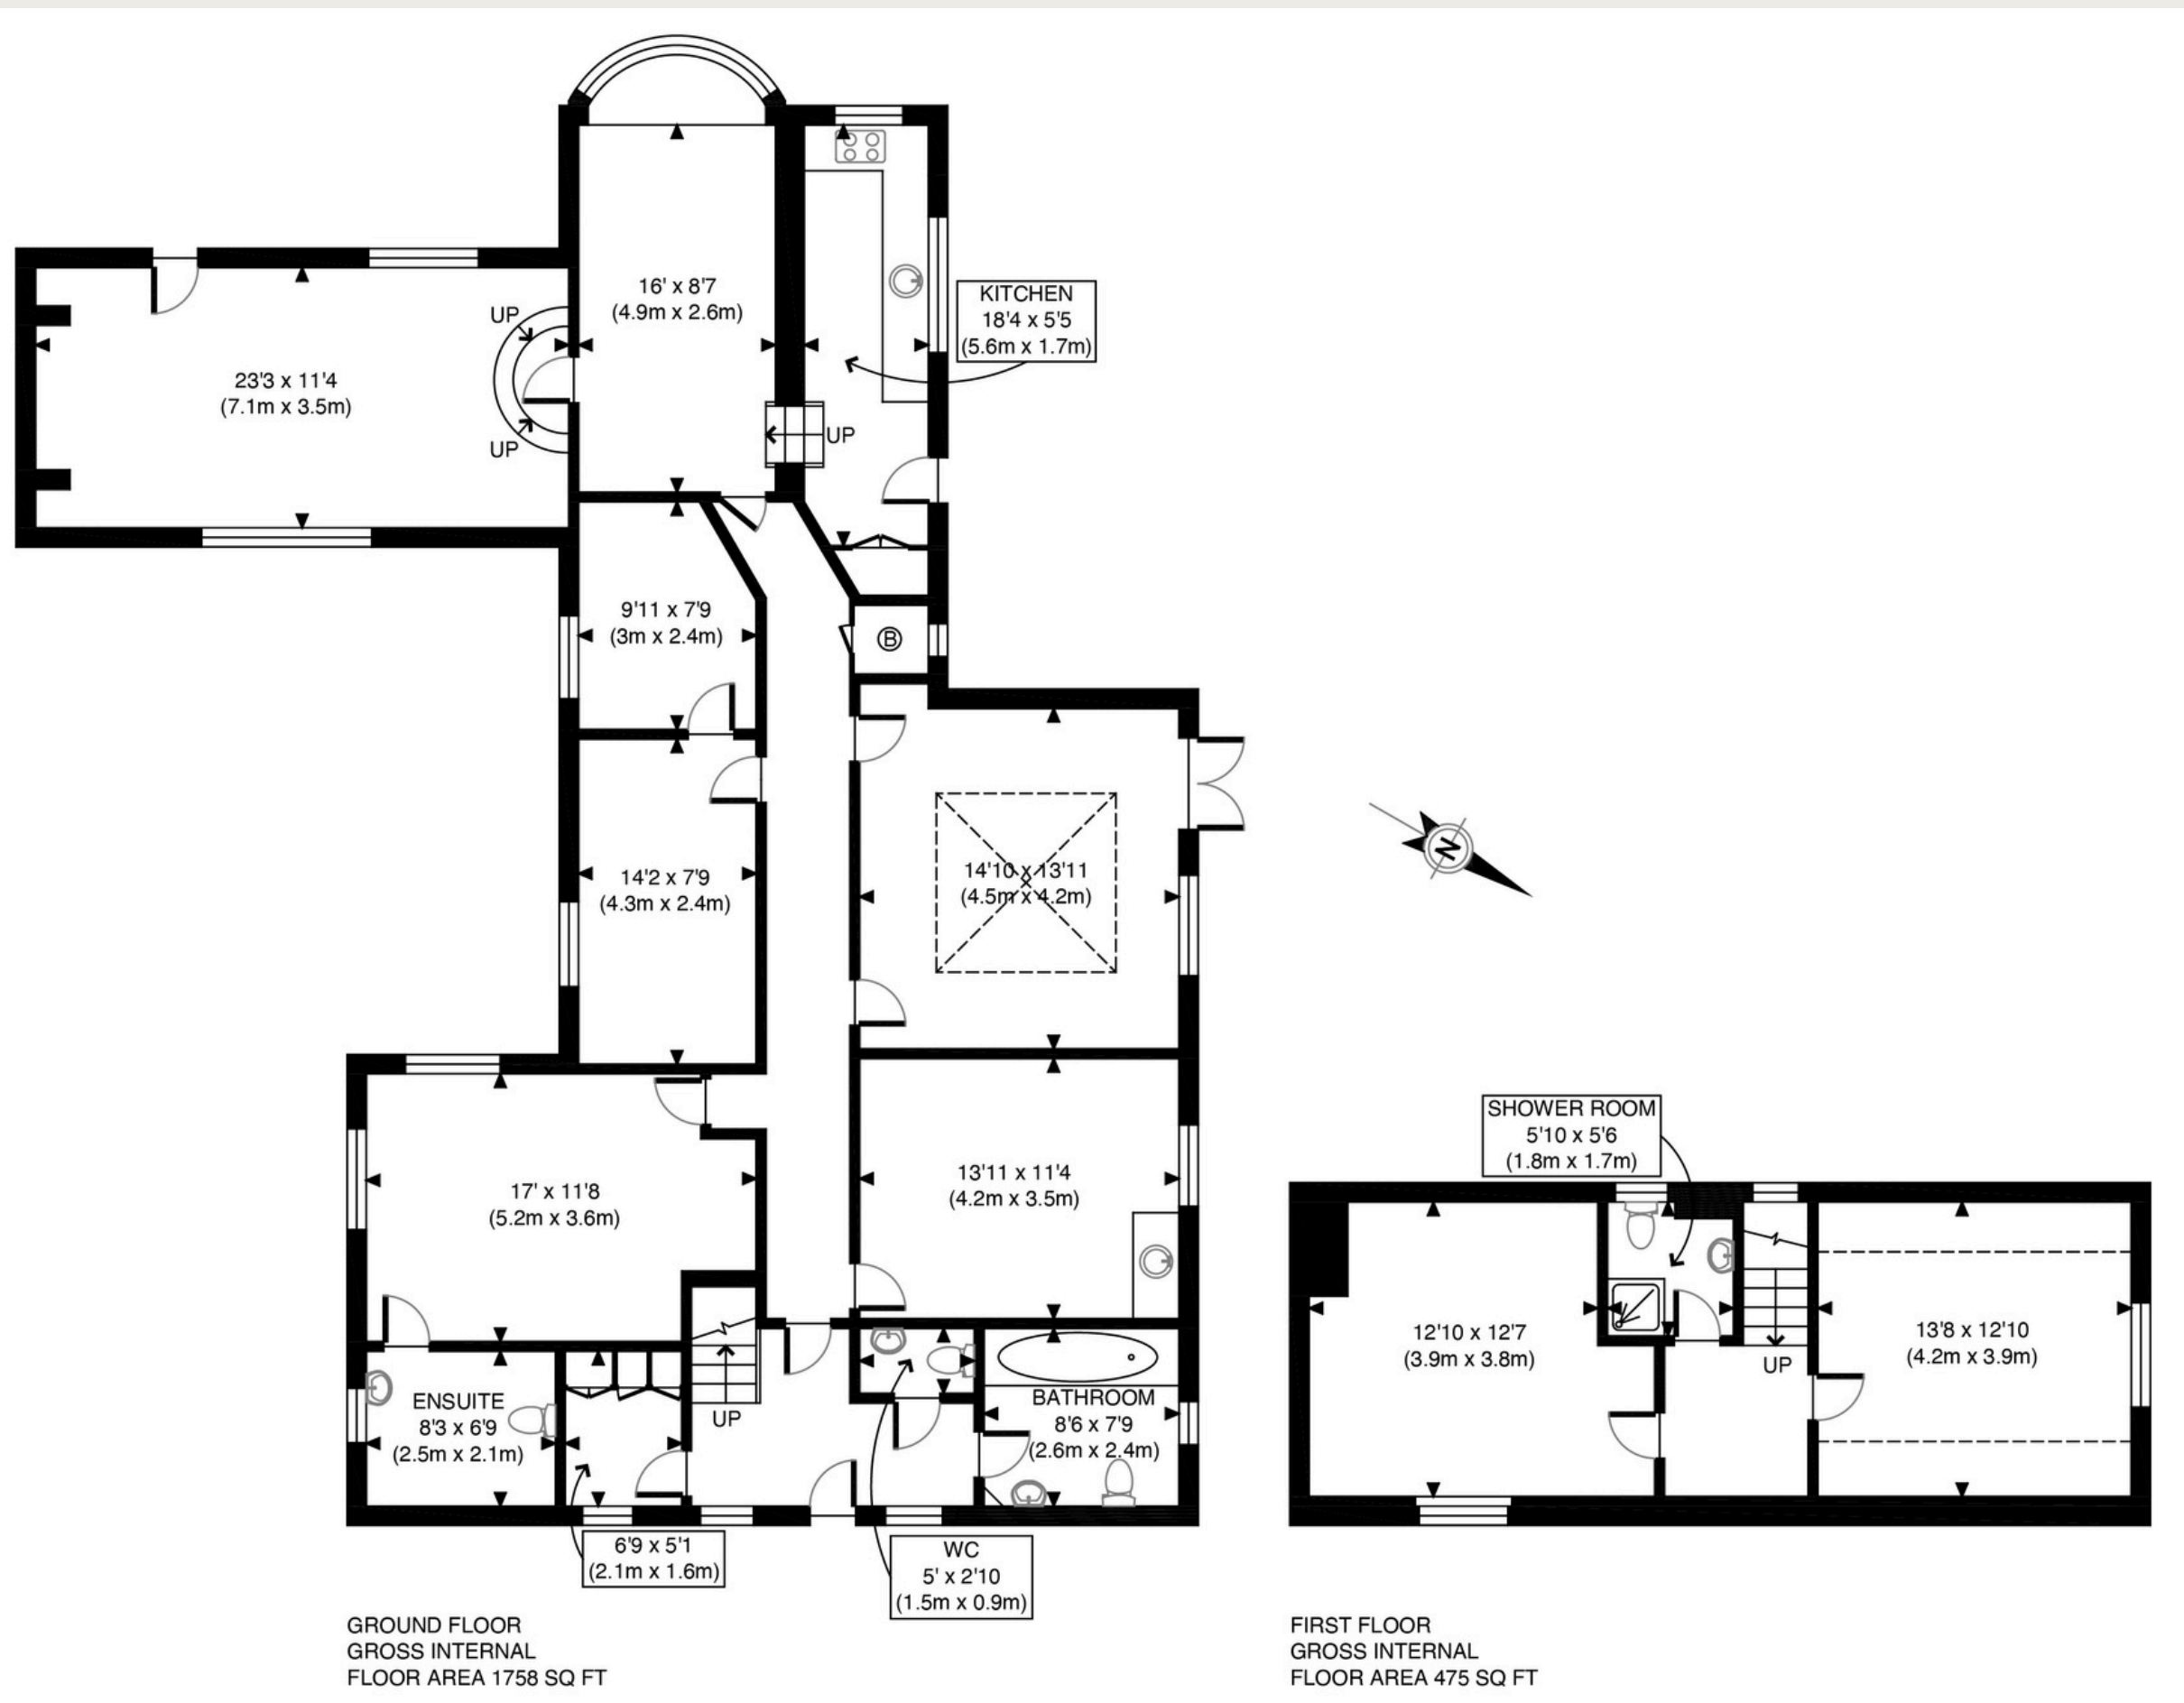 16' x 8'7
(4.9m x 2.6m)
KITCHEN
18'4 x 5'5
(5.6m x 1.7m)
UP
23'3 x 11'4
(7.1m x 3.5m)
UP
UP
9'11 x 7'9
(3m x 2.4m)
B
14'2 x 7'9
(4.3m x 2.4m)
14'10 x 13'11
(4.5m x 4.2m)
N
17' x 11'8
(5.2m x 3.6m)
13'11 x 11'4
(4.2m x 3.5m)
SHOWER ROOM
5'10 x 5'6
(1.8m x 1.7m)
12'10 x 12'7
(3.9m x 3.8m)
UP
13'8 x 12'10
(4.2m x 3.9m)
ENSUITE
8'3 x 6'9
(2.5m x 2.1m)
UP
BATHROOM
8'6 x 7'9
(2.6m x 2.4m)
6'9 x 5'1
(2.1m x 1.6m)
WC
5' x 2'10
(1.5m x 0.9m)
GROUND FLOOR
GROSS INTERNAL
FLOOR AREA 1758 SQ FT
FIRST FLOOR
GROSS INTERNAL
FLOOR AREA 475 SQ FT